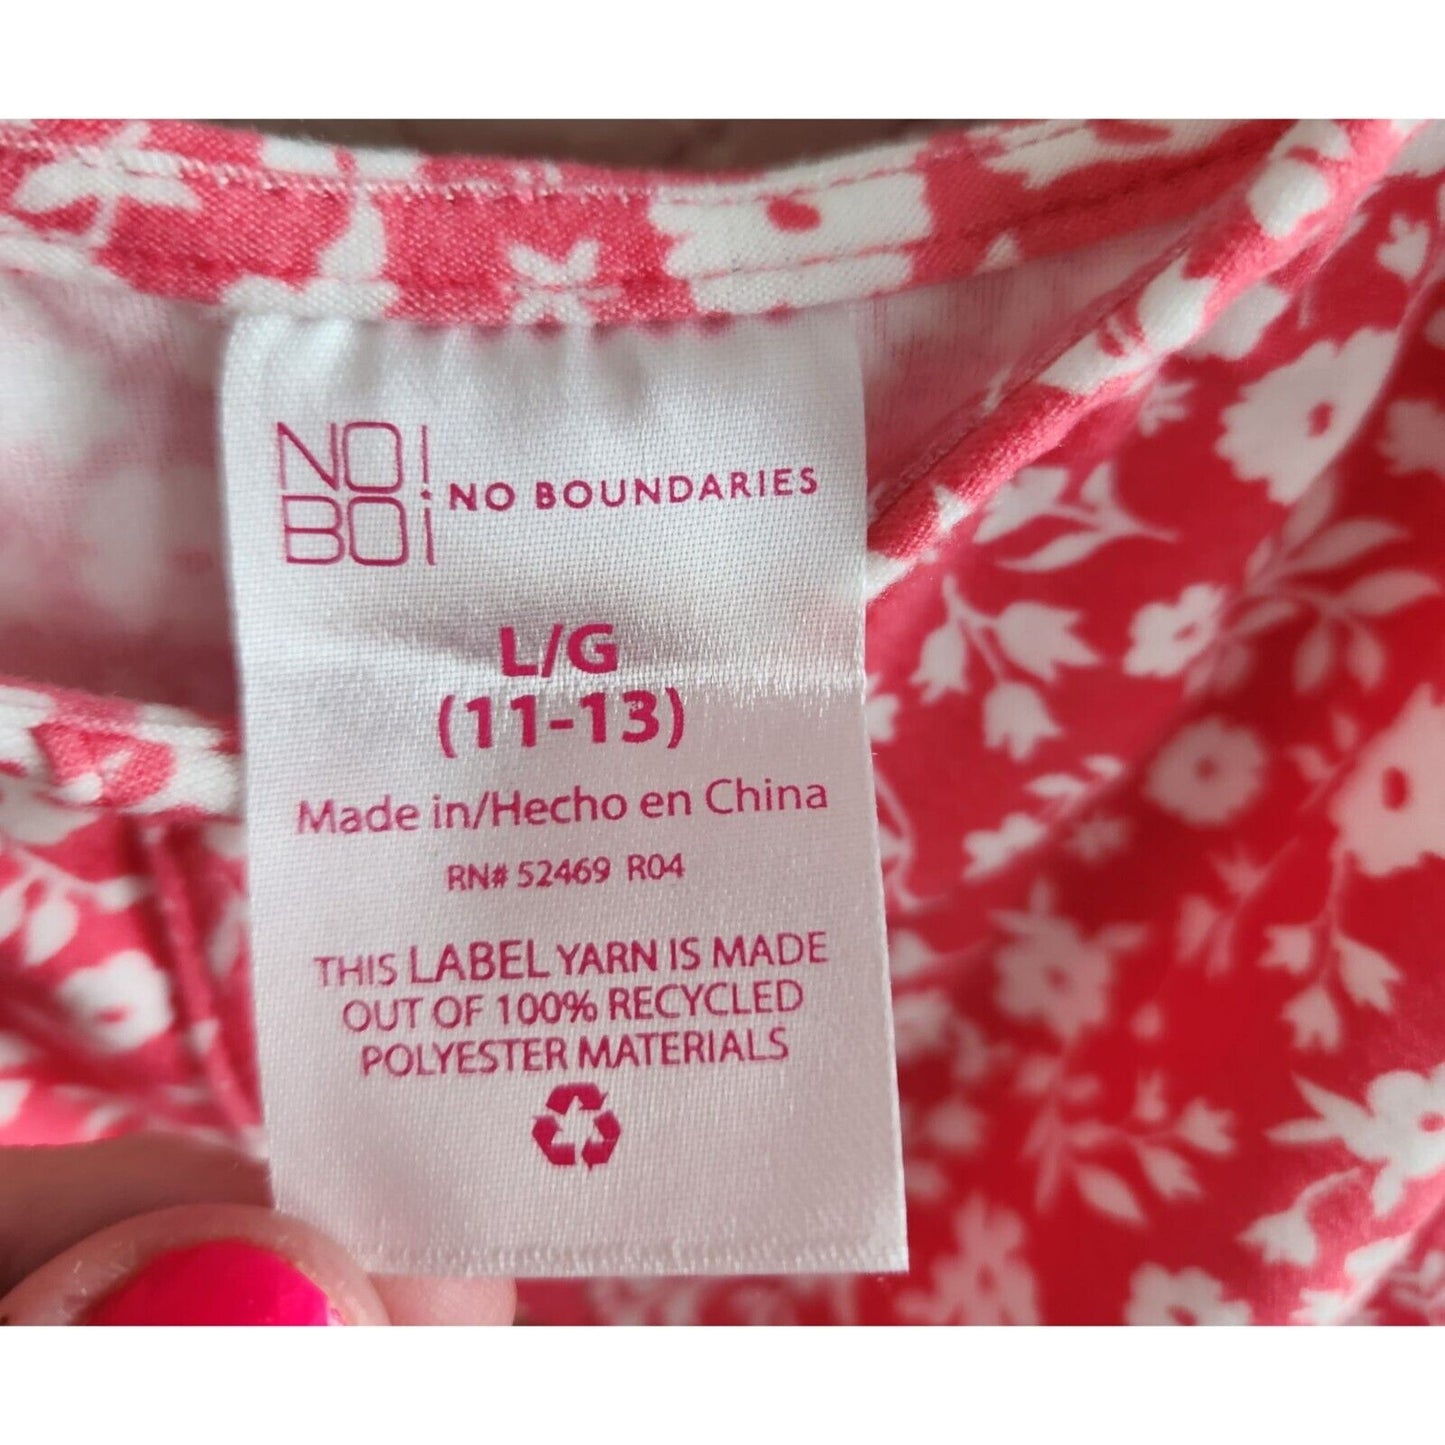 NO!
BO¡ NO BOUNDARIES
L/G
(11-13)
Made in/Hecho en China
RN# 52469 R04
THIS LABEL YARN IS MADE
OUT OF 100% RECYCLED
POLYESTER MATERIALS